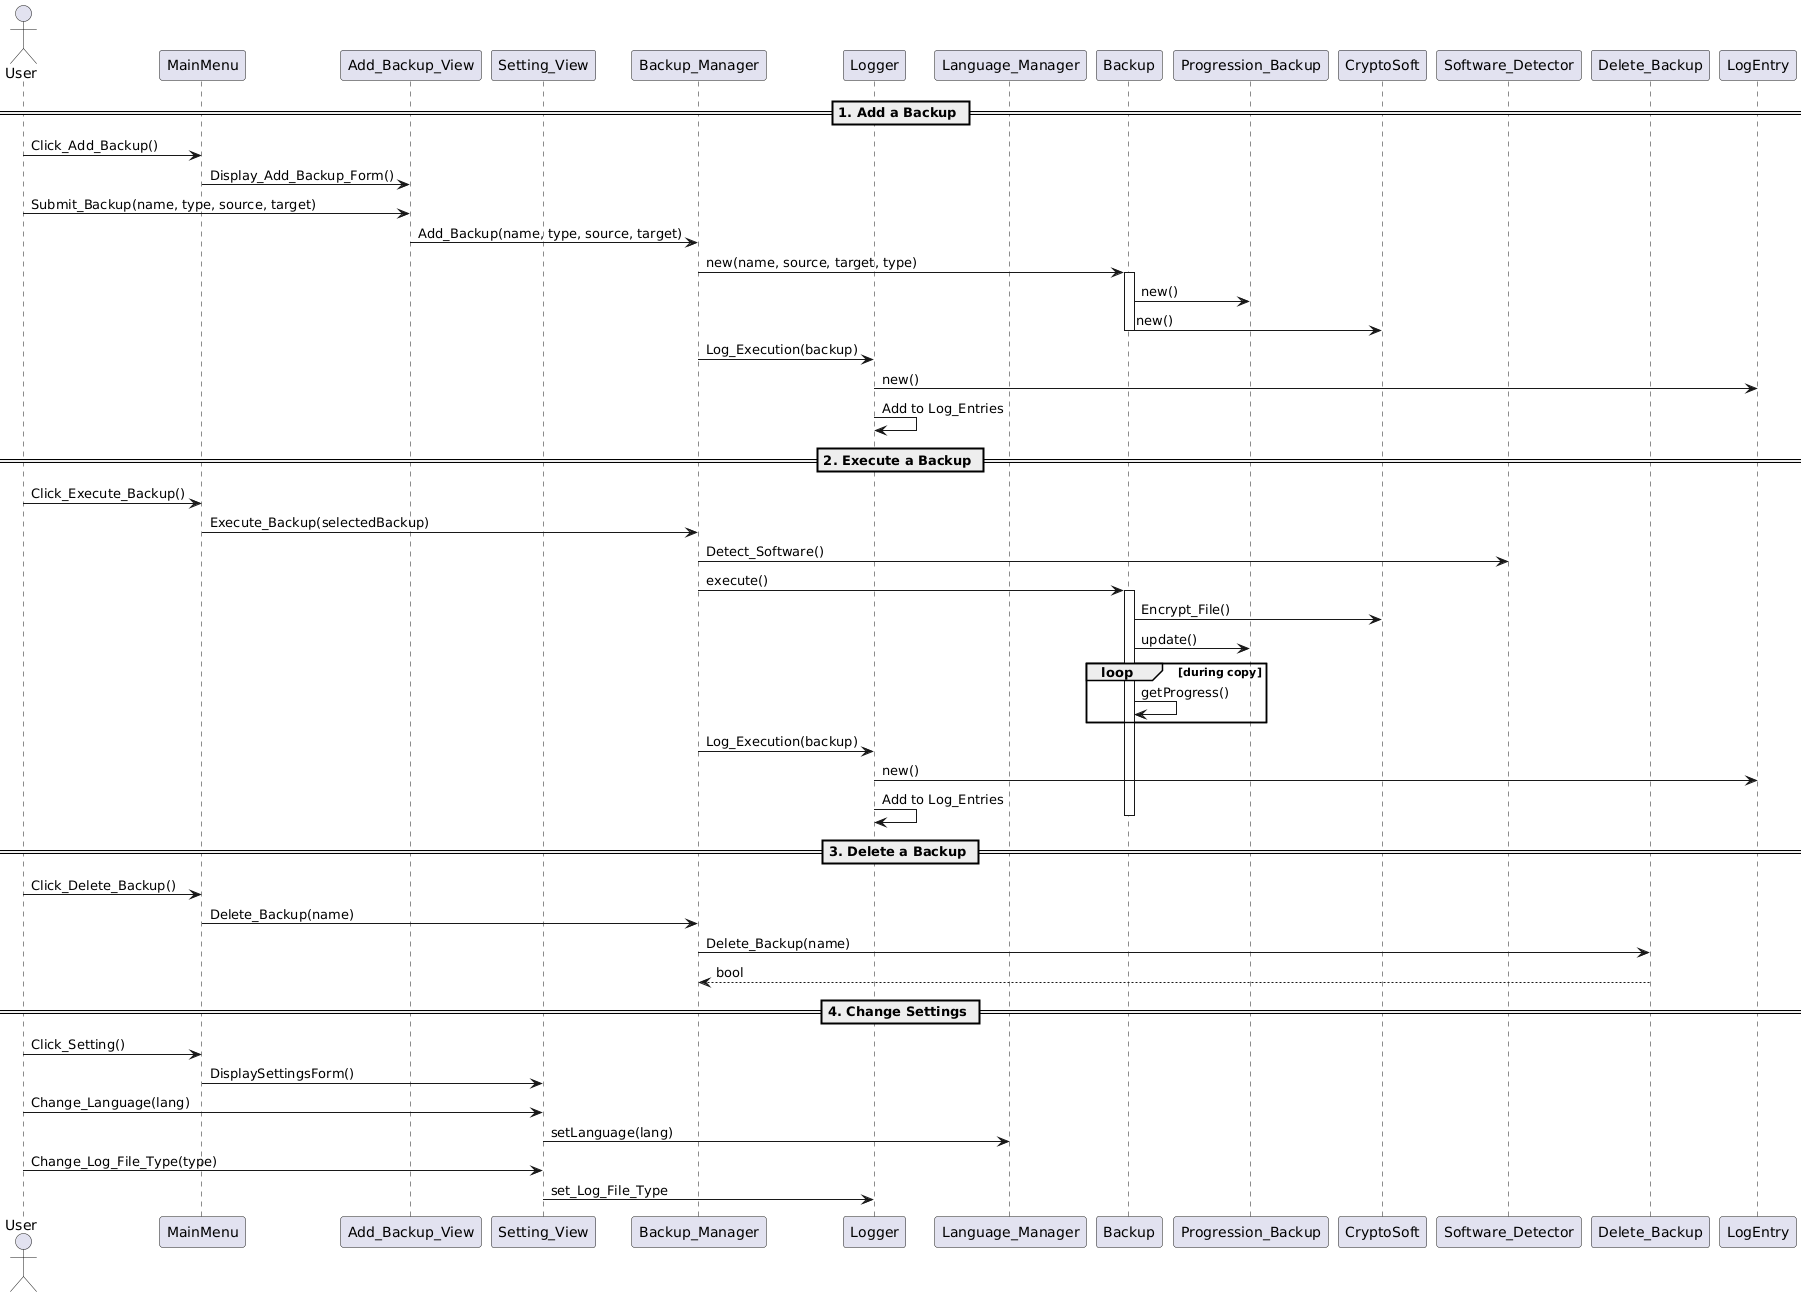 User
MainMenu
Add_Backup_View
Setting_View
Backup_Manager
Logger
Language_Manager
Backup
Progression_Backup
CryptoSoft
Software_Detector
Delete_Backup
LogEntry
1. Add a Backup
Click_Add_Backup()
Display_Add_Backup_Form()
Submit_Backup(name, type, source, target)
Add_Backup(name, type, source, target)
new(name, source, target, type)
new()
new()
Log_Execution(backup)
new()
Add to Log_Entries
2. Execute a Backup
Click_Execute_Backup()
Execute_Backup(selectedBackup)
Detect_Software()
execute()
Encrypt_File()
update()
loop [during copy]
getProgress()
Log_Execution(backup)
new()
Add to Log_Entries
3. Delete a Backup
Click_Delete_Backup()
Delete_Backup(name)
Delete_Backup(name)
bool
4. Change Settings
Click_Setting()
DisplaySettingsForm()
Change_Language(lang)
setLanguage(lang)
Change_Log_File_Type(type)
set_Log_File_Type
User
MainMenu
Add_Backup_View
Setting_View
Backup_Manager
Logger
Language_Manager
Backup
Progression_Backup
CryptoSoft
Software_Detector
Delete_Backup
LogEntry